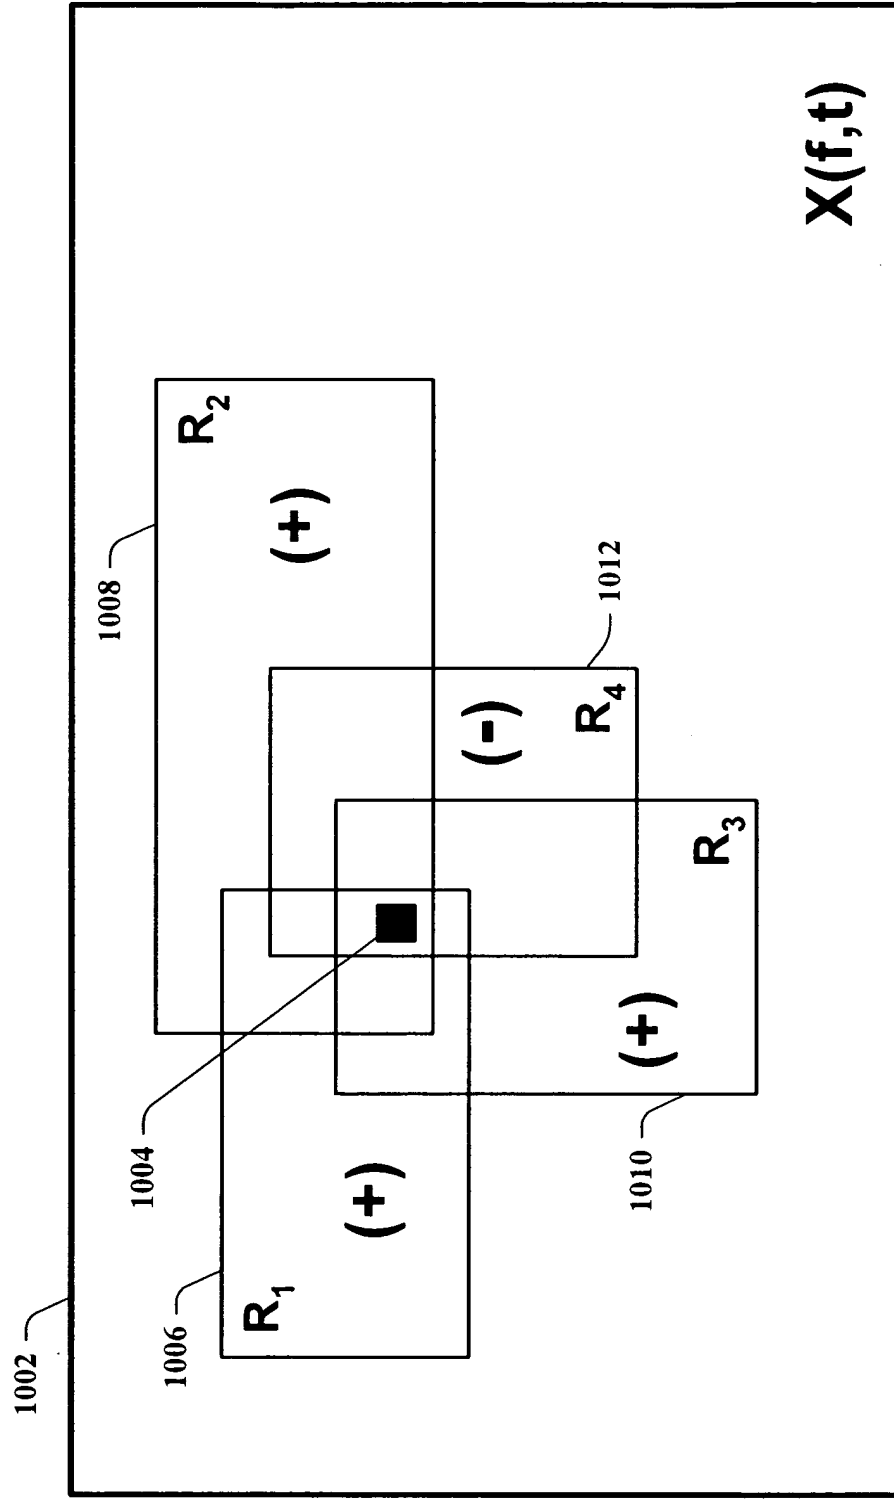 1002
1004
1006
1008
R₁
(+)
R₂
(+)
1012
(-)
R₄
(+)
R₃
1010
X(f,t)